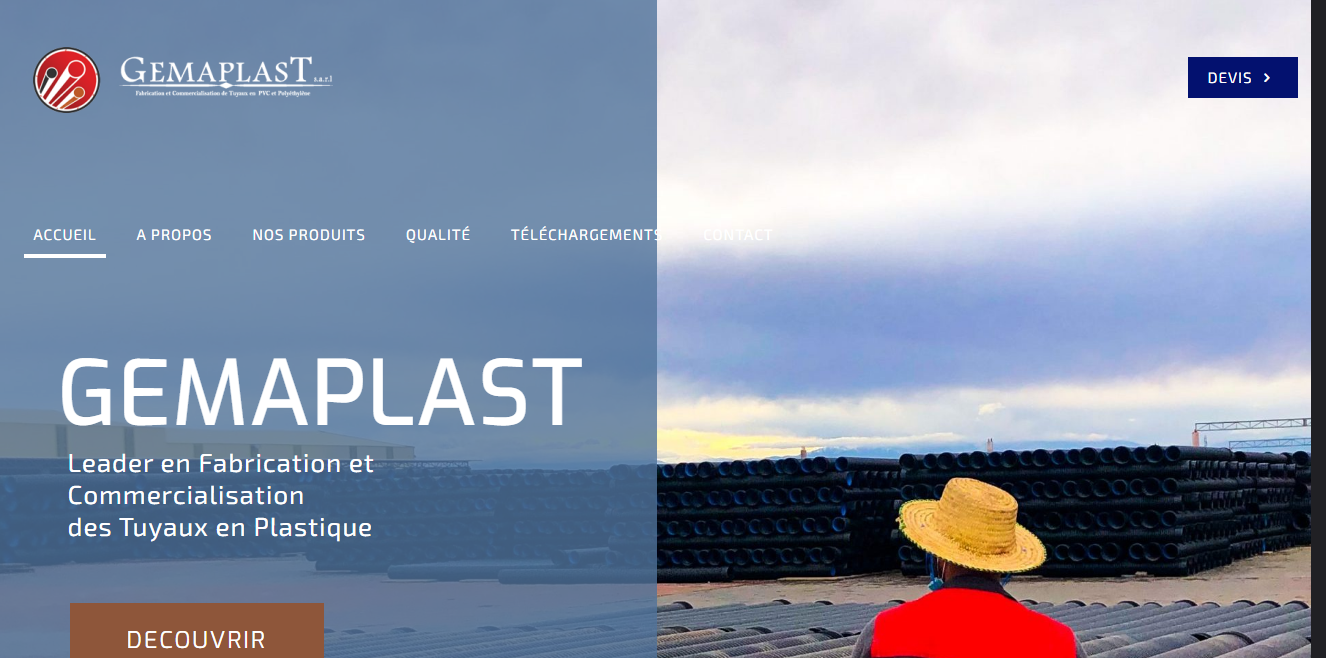 GEMAPLAST s.a.r.l
Fabrication et Commercialisation de Tuyaux en PVC et Polyéthylène
DEVIS
ACCUEIL A PROPOS NOS PRODUITS QUALITÉ TÉLÉCHARGEMENTS CONTACT
GEMAPLAST
Leader en Fabrication et
Commercialisation
des Tuyaux en Plastique
DECOUVRIR